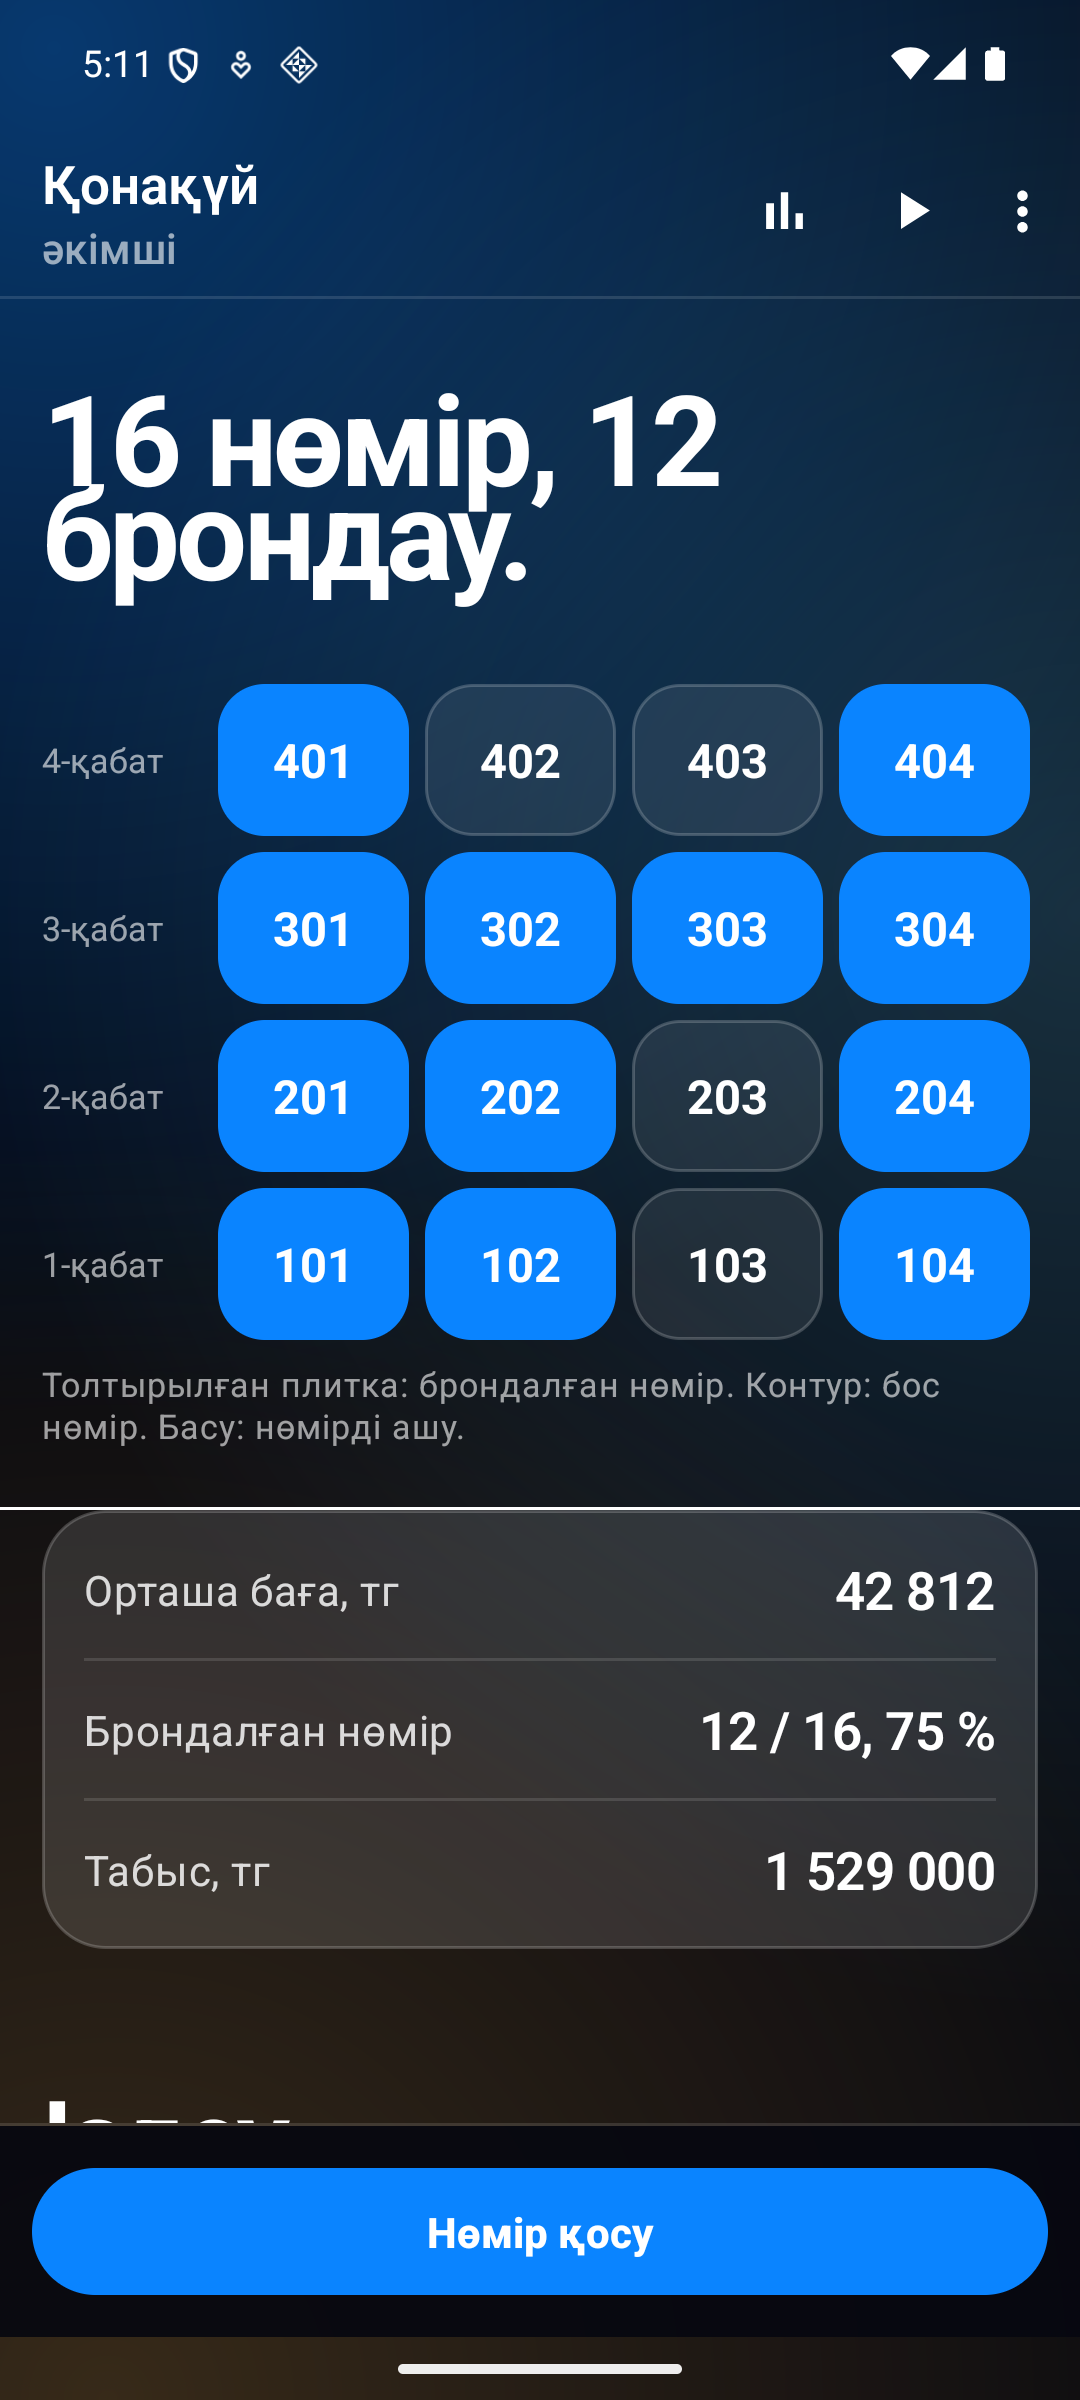 5:11
Қонақүй
әкімші
16 нөмір, 12
брондау.
4-қабат 401 402 403 404
3-қабат 301 302 303 304
2-қабат 201 202 203 204
1-қабат 101 102 103 104
Толтырылған плитка: брондалған нөмір. Контур: бос
нөмір. Басу: нөмірді ашу.
Орташа баға, тг 42 812
Брондалған нөмір 12 / 16, 75 %
Табыс, тг 1 529 000
Нөмір қосу